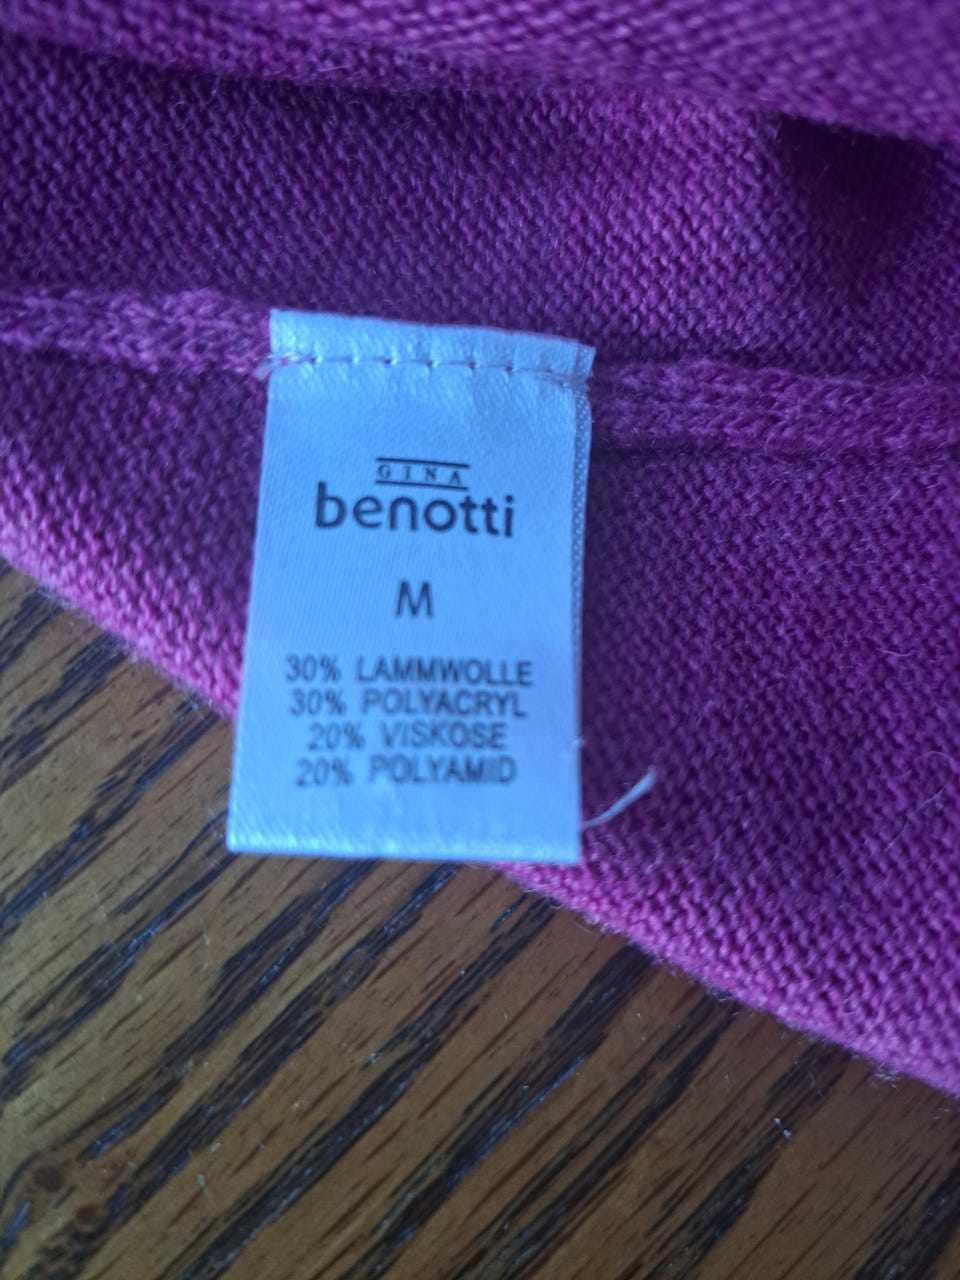 GINA
benotti
M
30% LAMMWOLLE
30% POLYACRYL
20% VISKOSE
20% POLYAMID